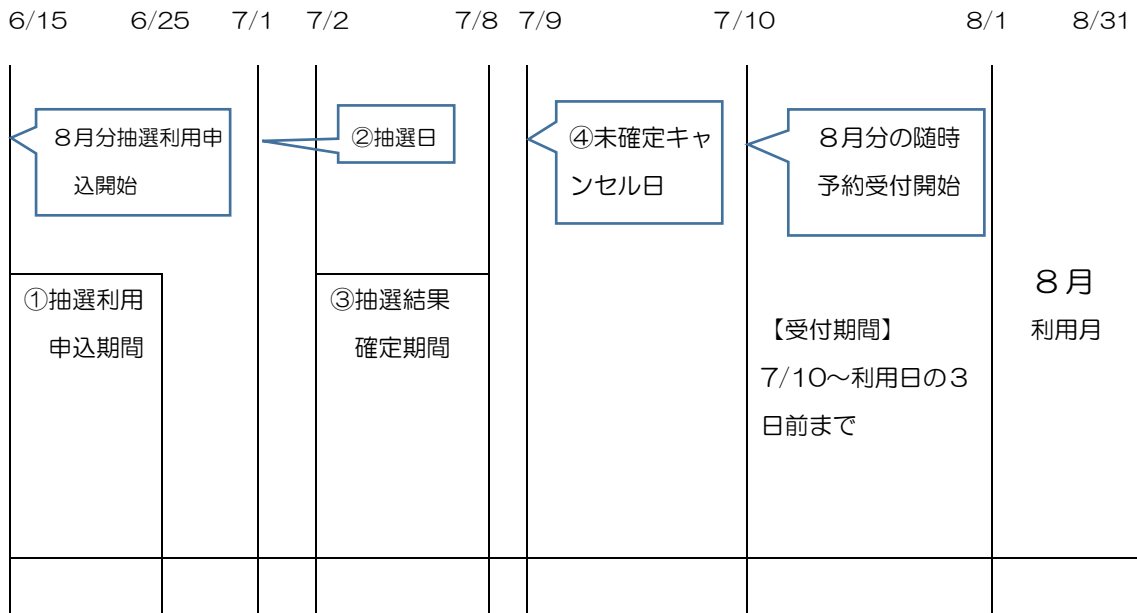 6/15 6/25 7/1 7/2 7/8 7/9 7/10 8/1 8/31
８月分抽選利用申
込開始
②抽選日
④未確定キャ
ンセル日
８月分の随時
予約受付開始
①抽選利用
申込期間
③抽選結果
確定期間
【受付期間】
7/10～利用日の３
日前まで
８月
利用月